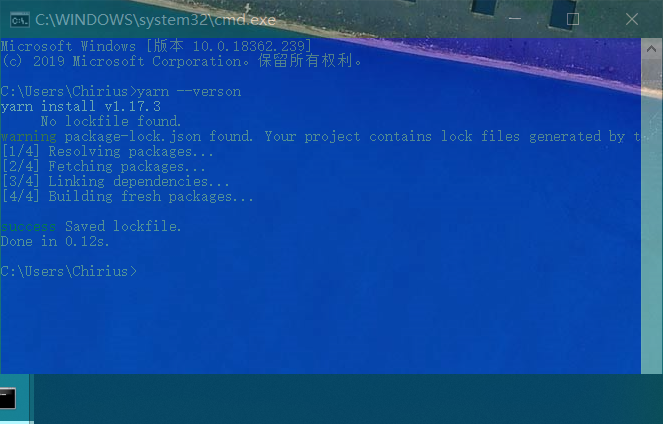 C:\WINDOWS\system32\cmd.exe
Microsoft Windows [版本 10.0.18362.239]
(c) 2019 Microsoft Corporation。保留所有权利。
C:\Users\Chirius>yarn --verson
yarn install v1.17.3
No lockfile found.
warning package-lock.json found. Your project contains lock files generated by t
[1/4] Resolving packages...
[2/4] Fetching packages...
[3/4] Linking dependencies...
[4/4] Building fresh packages...
success Saved lockfile.
Done in 0.12s.
C:\Users\Chirius>